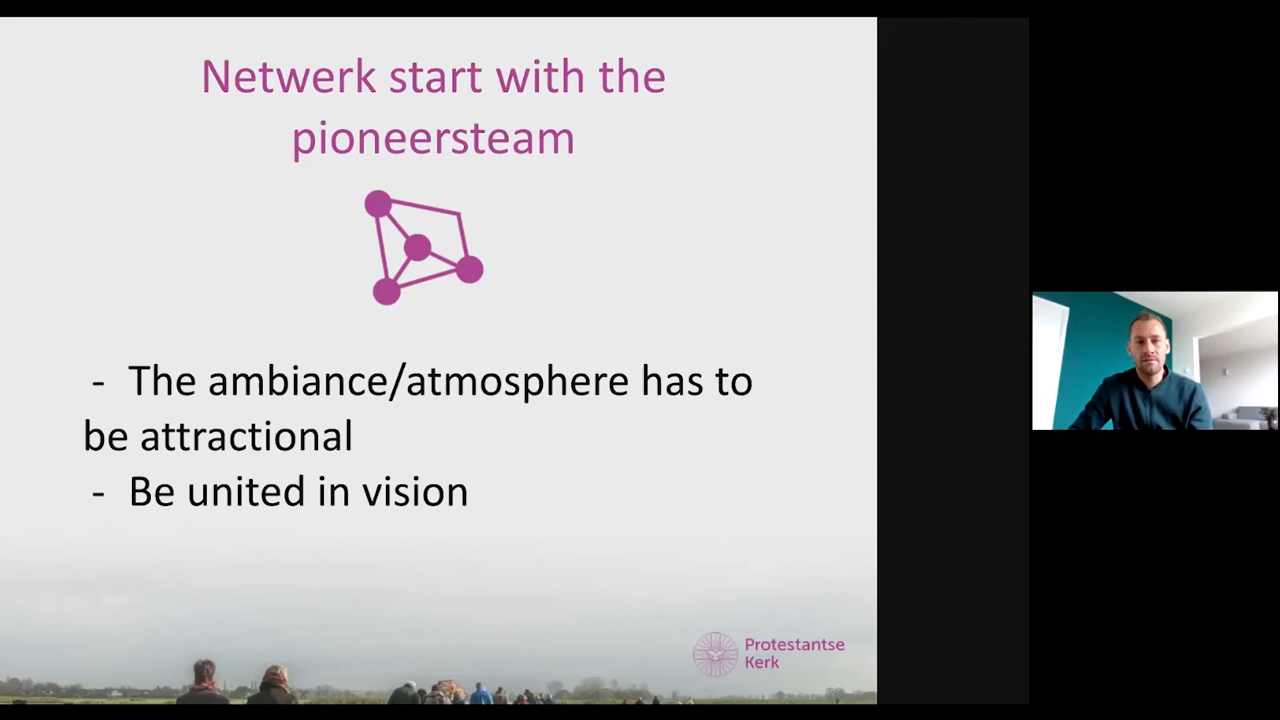 Netwerk start with the
pioneersteam
- The ambiance/atmosphere has to
be attractional
- Be united in vision
Protestantse
Kerk